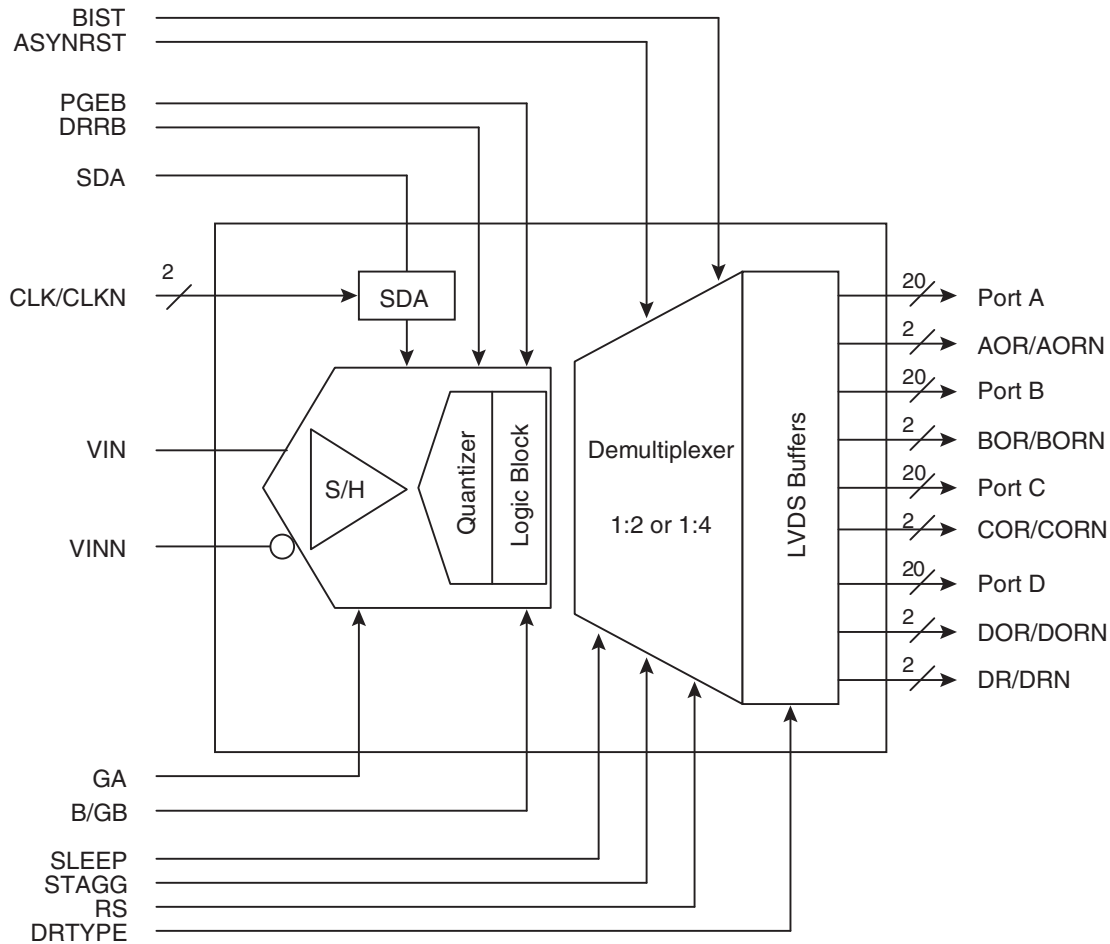 BIST
ASYNRST
PGEB
DRRB
SDA
CLK/CLKN
2
SDA
VIN
VINN
S/H
Quantizer
Logic Block
Demultiplexer
1:2 or 1:4
LVDS Buffers
20
Port A
2
AOR/AORN
20
Port B
2
BOR/BORN
20
Port C
2
COR/CORN
20
Port D
2
DOR/DORN
2
DR/DRN
GA
B/GB
SLEEP
STAGG
RS
DRTYPE